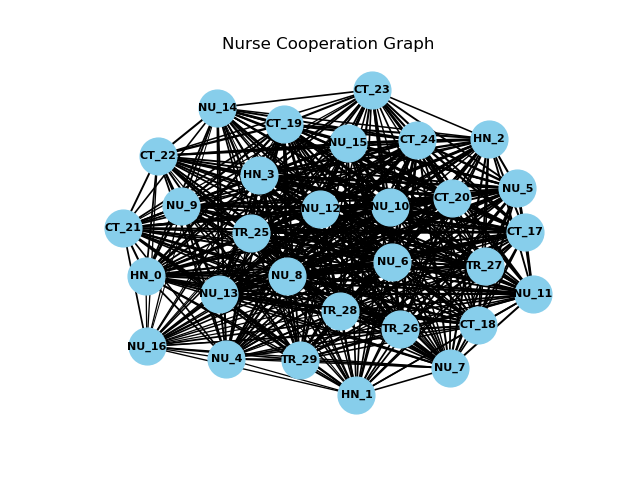 Nurse Cooperation Graph
CT_23
NU_14
CT_19
HN_2
CT_24
NU_15
CT_22
HN_3
NU_5
CT_20
NU_9
NU_10
NU_12
CT_21
CT_17
TR_25
NU_6
TR_27
HN_0
NU_8
NU_13
NU_11
TR_28
CT_18
TR_26
NU_16
NU_4
TR_29
NU_7
HN_1